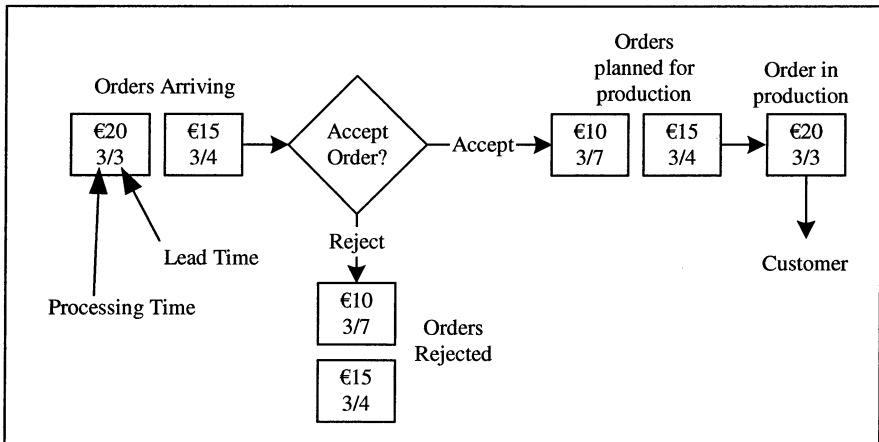 Orders Arriving
€20
3/3
€15
3/4
Lead Time
Processing Time
Accept
Order?
Accept
Reject
€10
3/7
€15
3/4
Orders
Rejected
Orders
planned for
production
€10
3/7
€15
3/4
Order in
production
€20
3/3
Customer